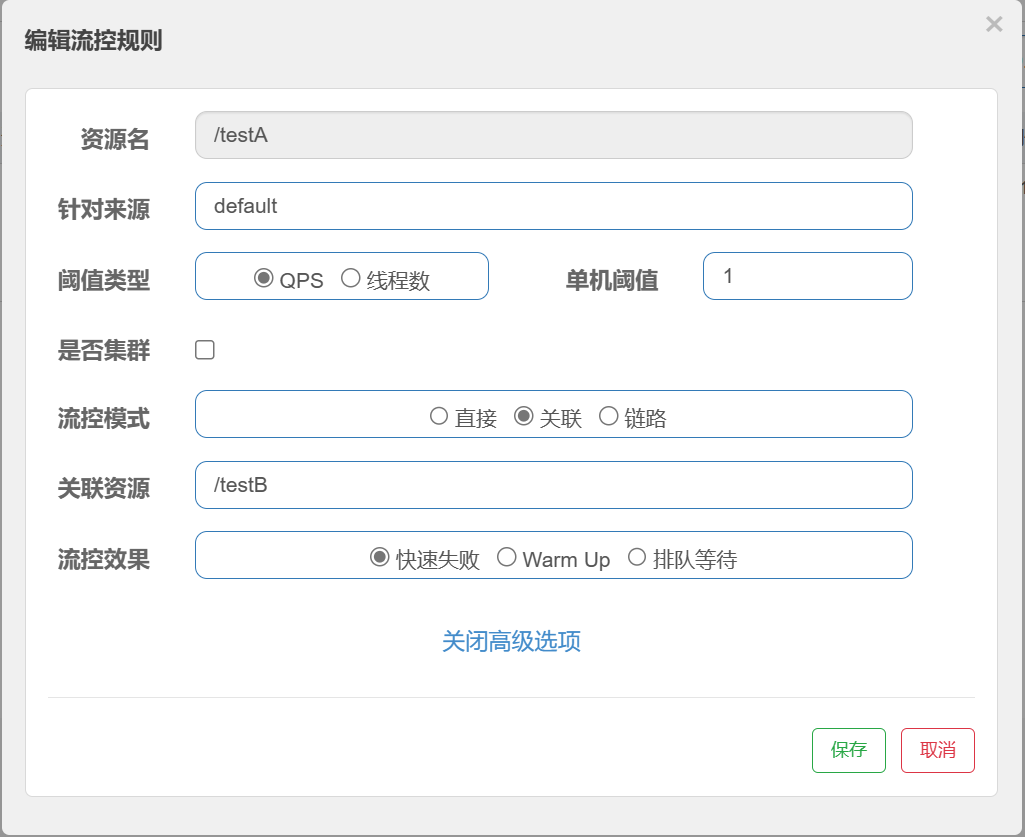 编辑流控规则 ×
资源名 /testA
针对来源 default
阈值类型 QPS 线程数 单机阈值 1
是否集群
流控模式 直接 关联 链路
关联资源 /testB
流控效果 快速失败 Warm Up 排队等待
关闭高级选项
保存 取消